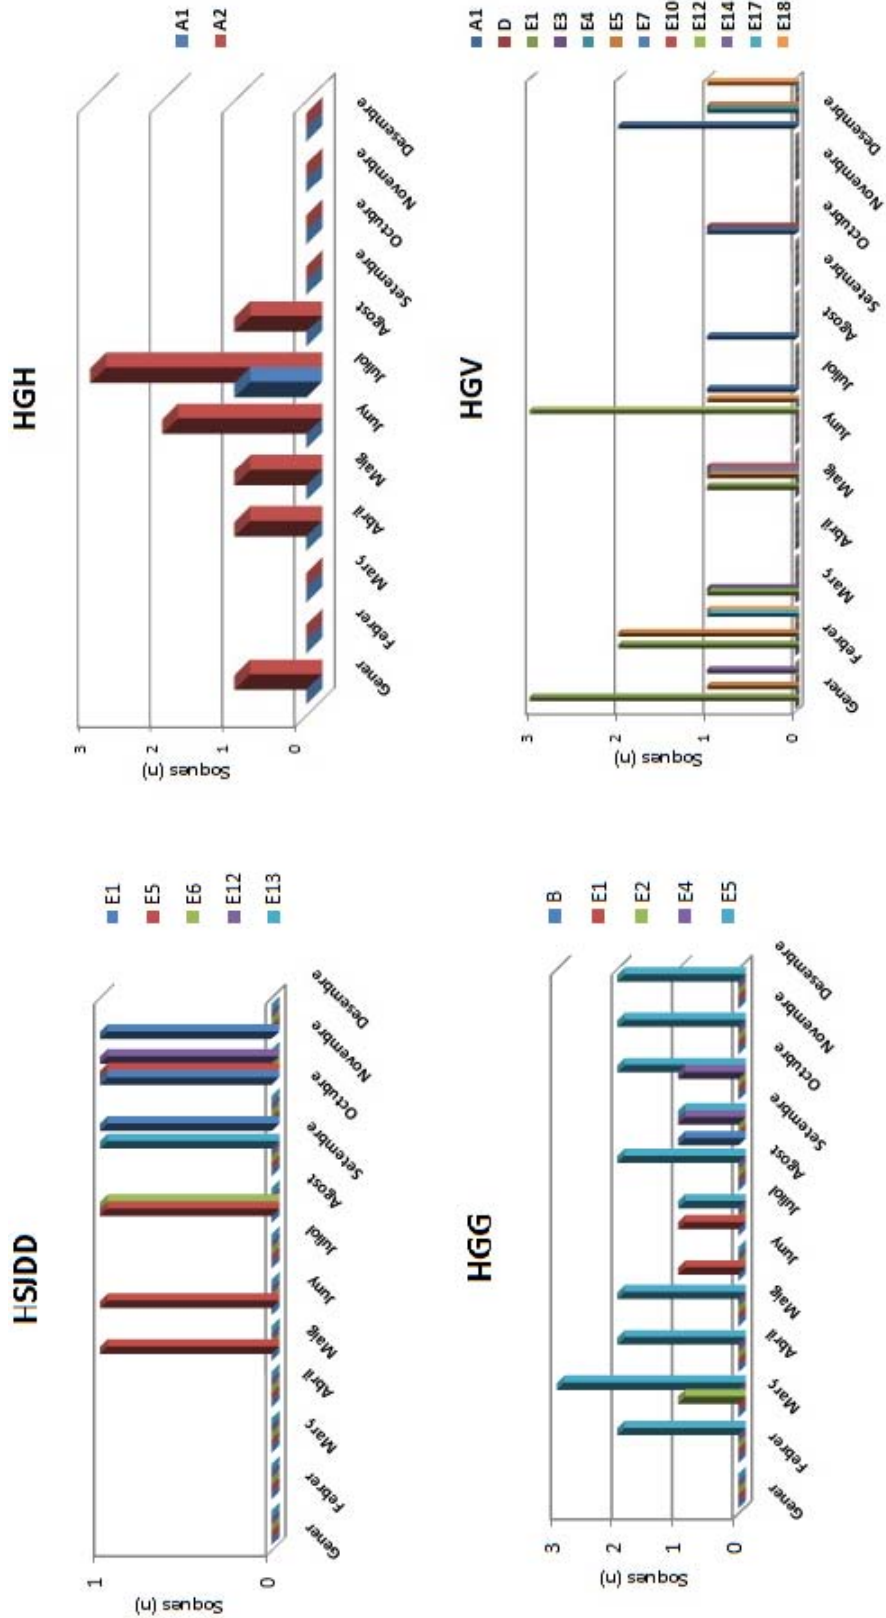 HSJDD
Soques (n)
1
0
Gener
Febrer
Març
Abril
Maig
Juny
Juliol
Agost
Setembre
Octubre
Novembre
Desembre
E1
E5
E6
E12
E13
HGH
Soques (n)
3
2
1
0
Gener
Febrer
Març
Abril
Maig
Juny
Juliol
Agost
Setembre
Octubre
Novembre
Desembre
A1
A2
HGG
Soques (n)
3
2
1
0
Gener
Febrer
Març
Abril
Maig
Juny
Juliol
Agost
Setembre
Octubre
Novembre
Desembre
B
E1
E2
E4
E5
HGV
Soques (n)
3
2
1
0
Gener
Febrer
Març
Abril
Maig
Juny
Juliol
Agost
Setembre
Octubre
Novembre
Desembre
A1
D
E1
E3
E4
E5
E7
E10
E12
E14
E17
E18